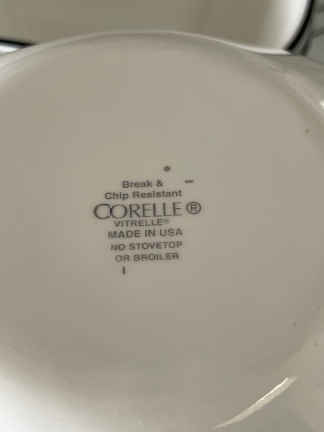 Break &
Chip Resistant
CORELLE®
VITRELLE®
MADE IN USA
NO STOVETOP
OR BROILER
I